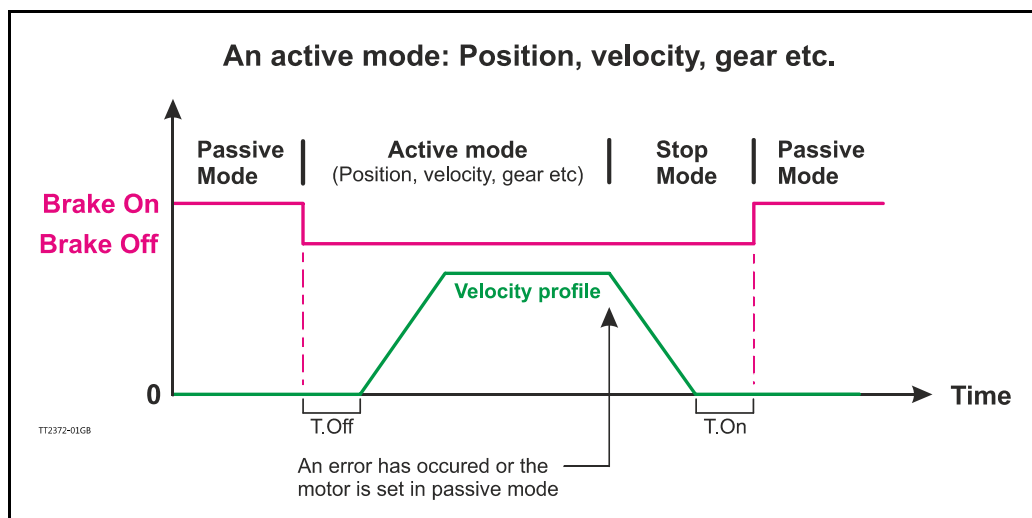 An active mode: Position, velocity, gear etc.
Passive Mode
Active mode
(Position, velocity, gear etc)
Stop Mode
Passive Mode
Brake On
Brake Off
Velocity profile
0
Time
T.Off
T.On
TT2372-01GB
An error has occured or the
motor is set in passive mode